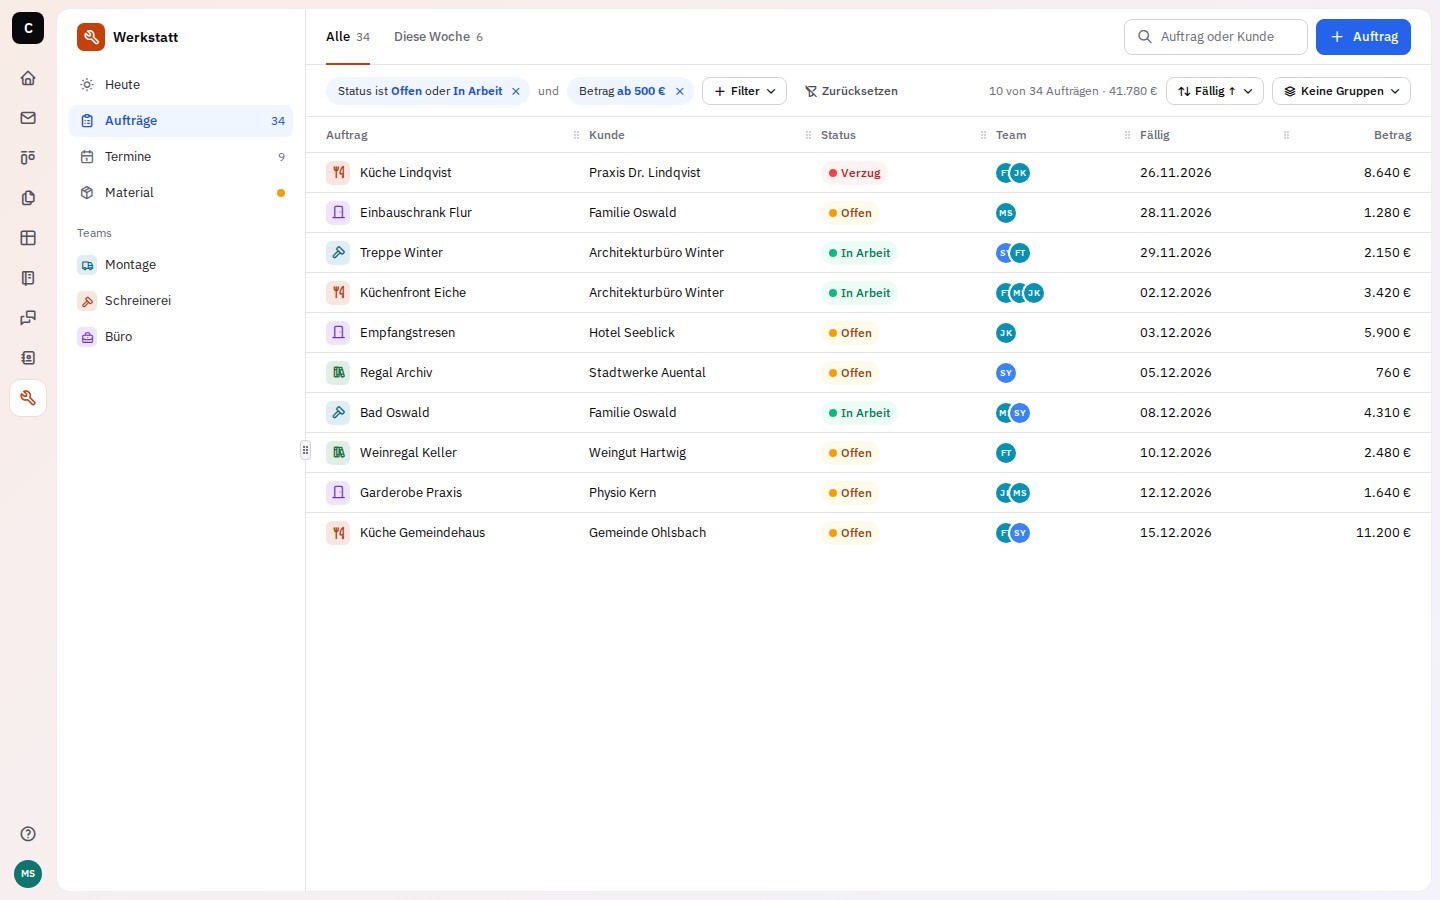 C
Werkstatt
Heute
Aufträge 34
Termine 9
Material
Teams
Montage
Schreinerei
Büro
MS
Alle 34 Diese Woche 6
Auftrag oder Kunde
Auftrag
Status ist Offen oder In Arbeit und Betrag ab 500 € Filter Zurücksetzen 10 von 34 Aufträgen · 41.780 € Fällig ↑ Keine Gruppen
Auftrag Kunde Status Team Fällig Betrag
Küche Lindqvist Praxis Dr. Lindqvist Verzug JK 26.11.2026 8.640 €
Einbauschrank Flur Familie Oswald Offen MS 28.11.2026 1.280 €
Treppe Winter Architekturbüro Winter In Arbeit FT 29.11.2026 2.150 €
Küchenfront Eiche Architekturbüro Winter In Arbeit JK 02.12.2026 3.420 €
Empfangstresen Hotel Seeblick Offen JK 03.12.2026 5.900 €
Regal Archiv Stadtwerke Auental Offen SY 05.12.2026 760 €
Bad Oswald Familie Oswald In Arbeit SY 08.12.2026 4.310 €
Weinregal Keller Weingut Hartwig Offen FT 10.12.2026 2.480 €
Garderobe Praxis Physio Kern Offen MS 12.12.2026 1.640 €
Küche Gemeindehaus Gemeinde Ohlsbach Offen SY 15.12.2026 11.200 €